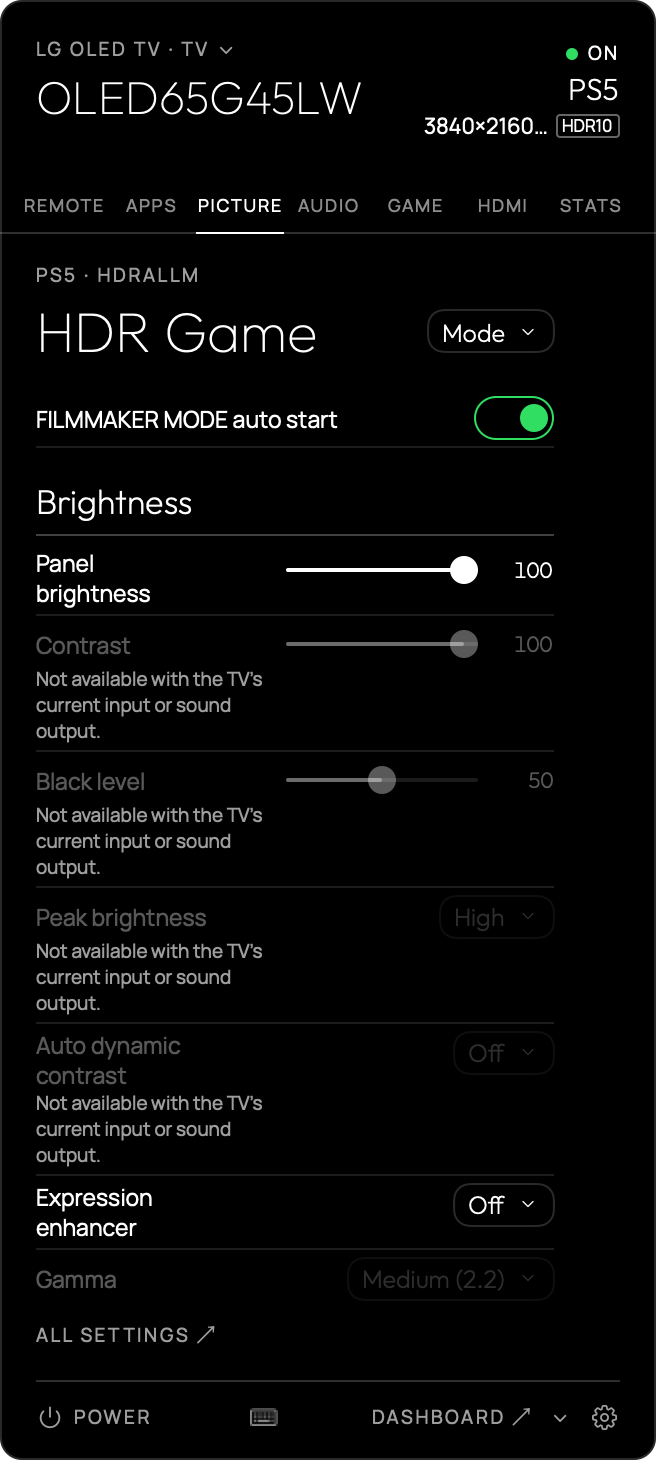 LG OLED TV · TV
ON
OLED65G45LW
PS5
3840×2160… HDR10
REMOTE APPS PICTURE AUDIO GAME HDMI STATS
PS5 · HDRALLM
HDR Game
Mode
FILMMAKER MODE auto start
Brightness
Panel
brightness
100
Contrast
100
Not available with the TV's
current input or sound
output.
Black level
50
Not available with the TV's
current input or sound
output.
Peak brightness
High
Not available with the TV's
current input or sound
output.
Auto dynamic
contrast
Off
Not available with the TV's
current input or sound
output.
Expression
enhancer
Off
Gamma
Medium (2.2)
ALL SETTINGS
POWER
DASHBOARD